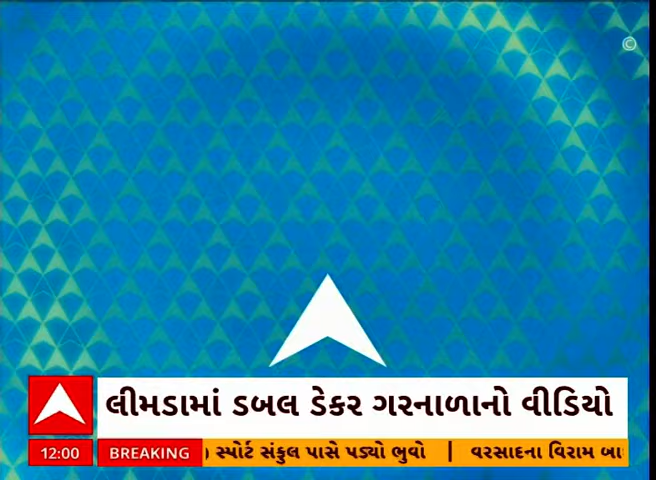 ©
લીમડામાં ડબલ ડેકર ગરનાળાનો વીડિયો
12:00 BREAKING ) સ્પોર્ટ સંકુલ પાસે પડ્યો ભુવો | વરસાદના વિરામ બા